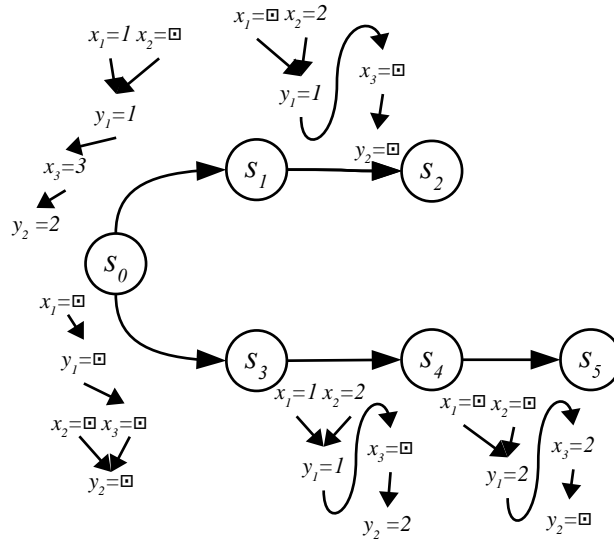 x₁=1 x₂=⊡
y₁=1
x₃=3
y₂=2
x₁=⊡ x₂=2
y₁=1
x₃=⊡
y₂=⊡
s₁
s₂
s₀
x₁=⊡
y₁=⊡
x₂=⊡ x₃=⊡
y₂=⊡
s₃
s₄
s₅
x₁=1 x₂=2
y₁=1
x₃=⊡
y₂=2
x₁=⊡ x₂=⊡
y₁=2
x₃=2
y₂=⊡